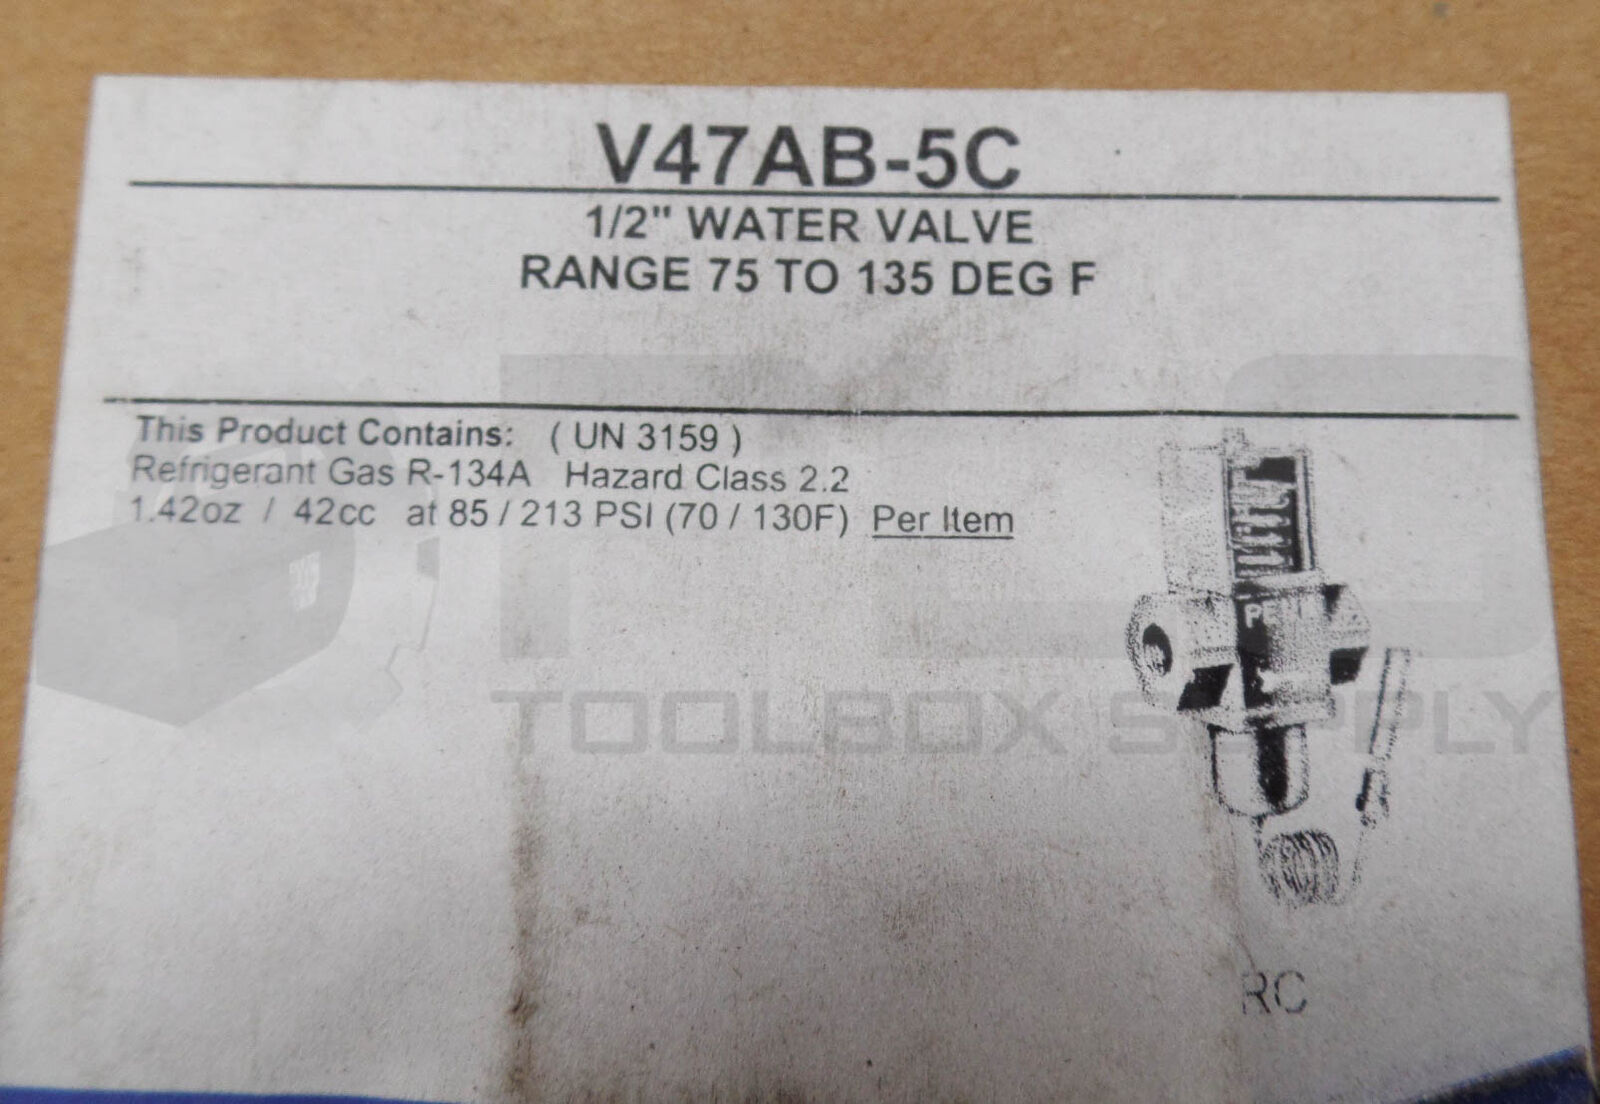 V47AB-5C
1/2" WATER VALVE
RANGE 75 TO 135 DEG F
This Product Contains: ( UN 3159 )
Refrigerant Gas R-134A Hazard Class 2.2
1.42oz / 42cc at 85 / 213 PSI (70 / 130F) Per Item
PENN
TOOLBOX SUPPLY
RC